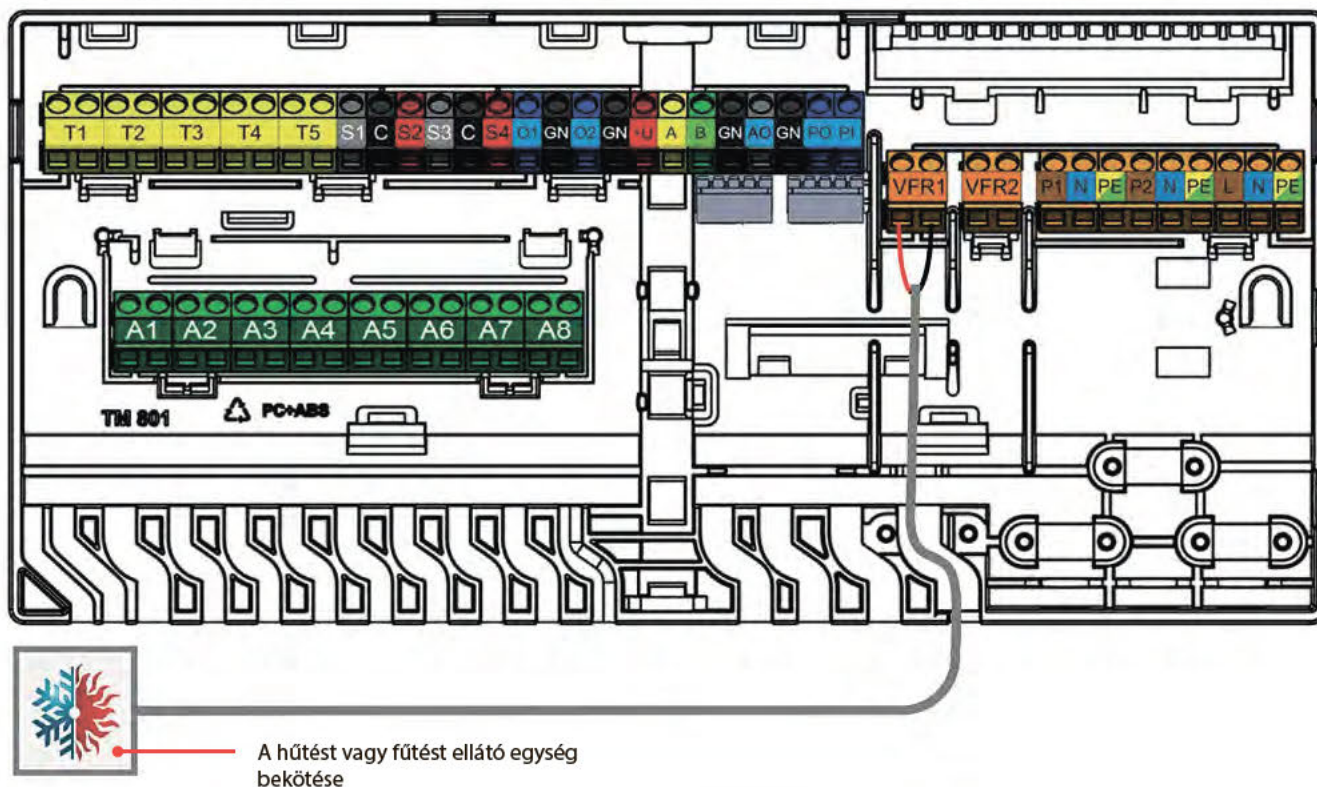 T1 T2 T3 T4 T5 S1 C S2 S3 C S4 O1 GN O2 GN +U A B GN AO GN PO PI
VFR1 VFR2 P1 N PE P2 N PE L N PE
A1 A2 A3 A4 A5 A6 A7 A8
TM 801 PC+ABS
A hűtést vagy fűtést ellátó egység
bekötése